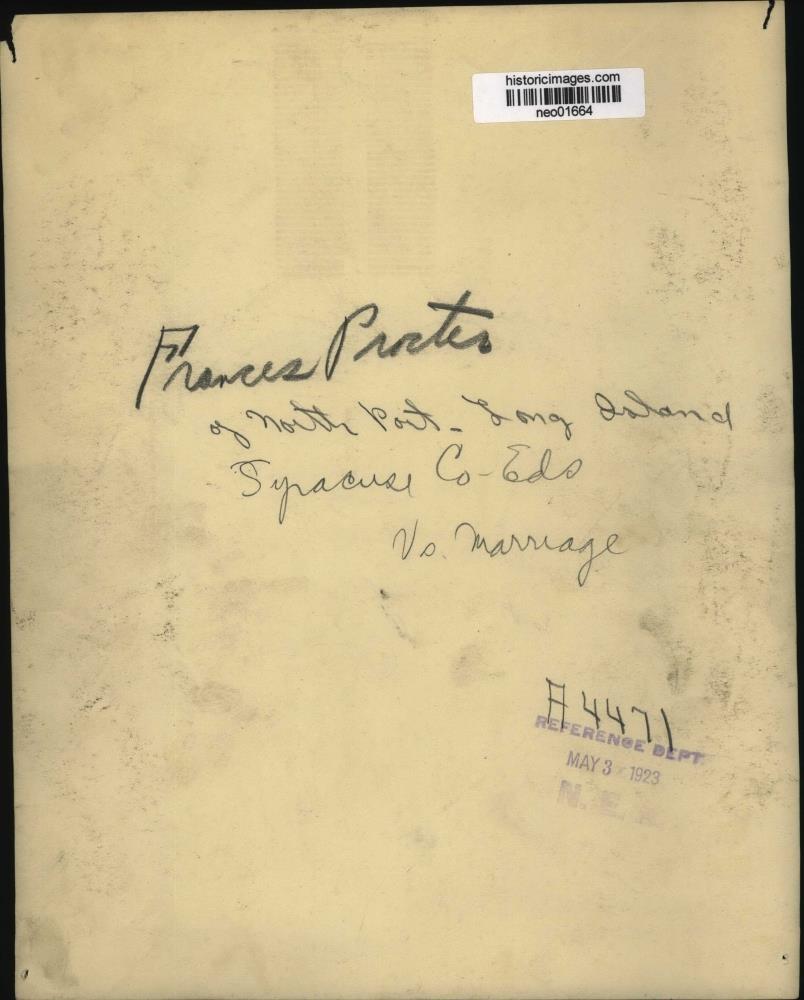 historicimages.com
neo01664
Frances Procter
of North Port - Long Island
Syracuse Co-Eds
Vs. Marriage
A 4471
REFERENCE DEPT.
MAY 3 1923
N. E. A.